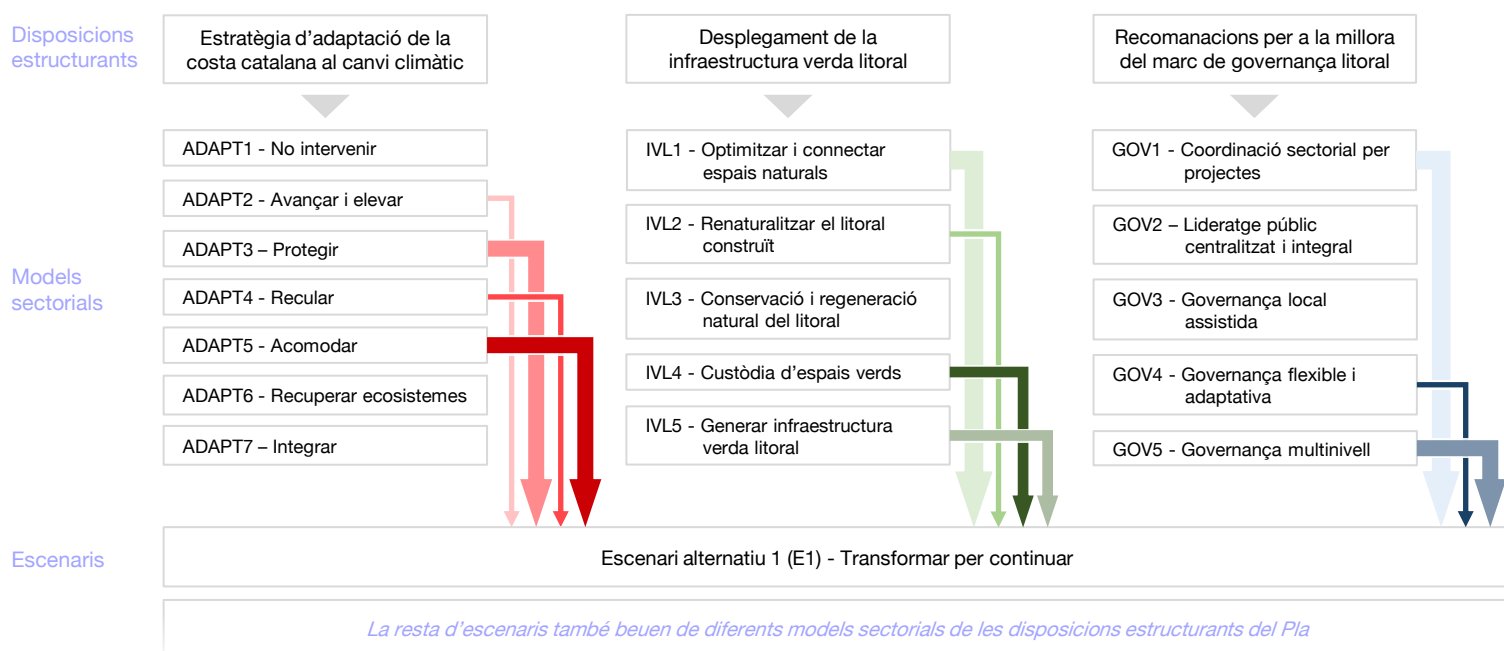 Disposicions
estructurants
Estratègia d'adaptació de la
costa catalana al canvi climàtic
Desplegament de la
infraestructura verda litoral
Recomanacions per a la millora
del marc de governança litoral
Models
sectorials
ADAPT1 - No intervenir
ADAPT2 - Avançar i elevar
ADAPT3 – Protegir
ADAPT4 - Recular
ADAPT5 - Acomodar
ADAPT6 - Recuperar ecosistemes
ADAPT7 – Integrar
IVL1 - Optimitzar i connectar
espais naturals
IVL2 - Renaturalitzar el litoral
construït
IVL3 - Conservació i regeneració
natural del litoral
IVL4 - Custòdia d'espais verds
IVL5 - Generar infraestructura
verda litoral
GOV1 - Coordinació sectorial per
projectes
GOV2 – Lideratge públic
centralitzat i integral
GOV3 - Governança local
assistida
GOV4 - Governança flexible i
adaptativa
GOV5 - Governança multinivell
Escenaris
Escenari alternatiu 1 (E1) - Transformar per continuar
La resta d'escenaris també beuen de diferents models sectorials de les disposicions estructurants del Pla